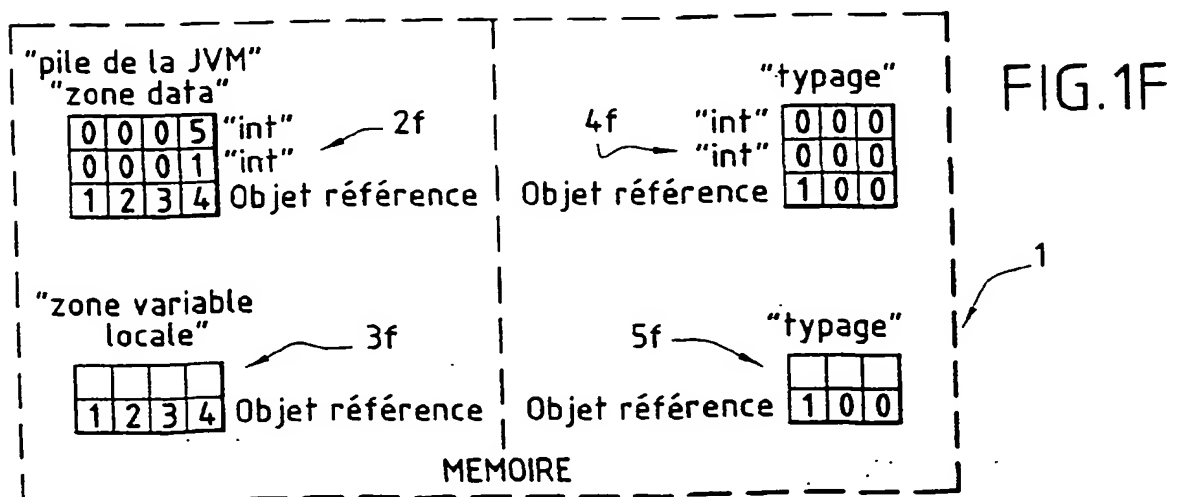 "pile de la JVM"
"zone data"
0 0 0 5 "int"
0 0 0 1 "int"
1 2 3 4 Objet référence
2f
"typage"
4f
"int" 0 0 0
"int" 0 0 0
Objet référence 1 0 0
FIG.1F
1
"zone variable
locale"
3f
1 2 3 4 Objet référence
"typage"
5f
Objet référence 1 0 0
MEMOIRE